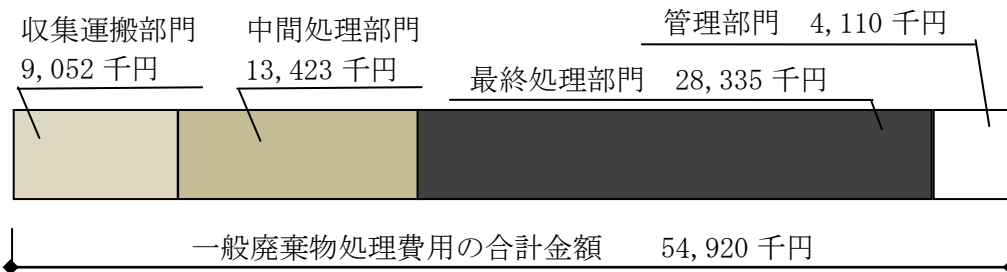 収集運搬部門
9,052 千円
中間処理部門
13,423 千円
管理部門 4,110 千円
最終処理部門 28,335 千円
一般廃棄物処理費用の合計金額 54,920 千円